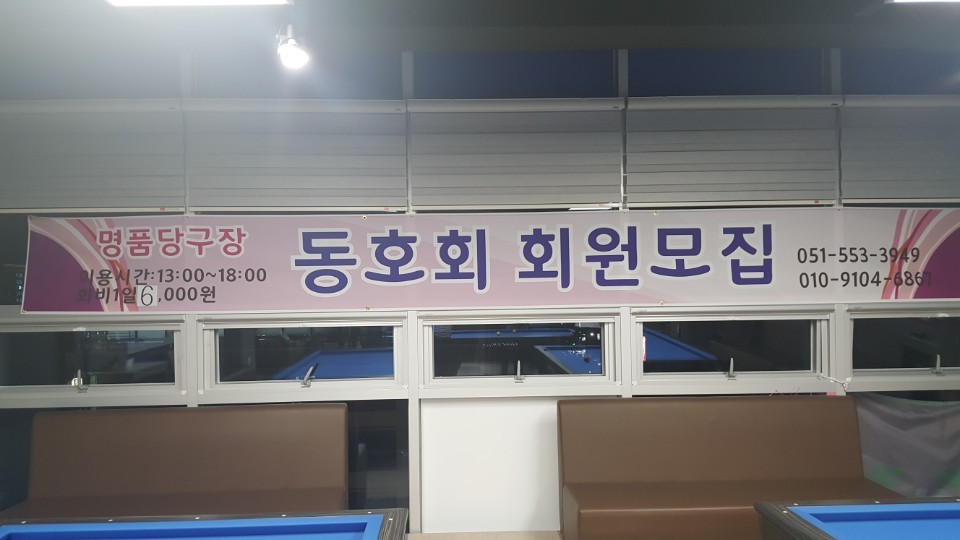 명품당구장
이용시간:13:00~18:00
회비1일6,000원
동호회 회원모집
051-553-3949
010-9104-6867